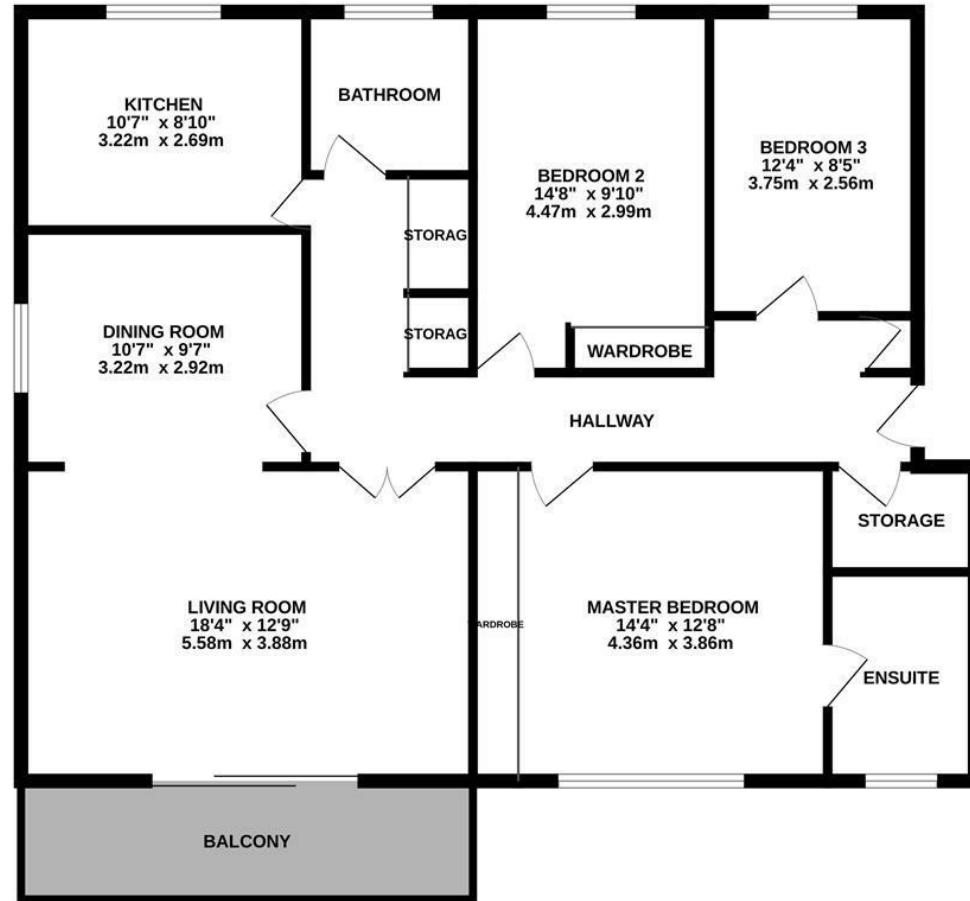 KITCHEN
10'7" x 8'10"
3.22m x 2.69m
BATHROOM
BEDROOM 2
14'8" x 9'10"
4.47m x 2.99m
BEDROOM 3
12'4" x 8'5"
3.75m x 2.56m
STORAG
STORAG
DINING ROOM
10'7" x 9'7"
3.22m x 2.92m
WARDROBE
HALLWAY
STORAGE
LIVING ROOM
18'4" x 12'9"
5.58m x 3.88m
WARDROBE
MASTER BEDROOM
14'4" x 12'8"
4.36m x 3.86m
ENSUITE
BALCONY